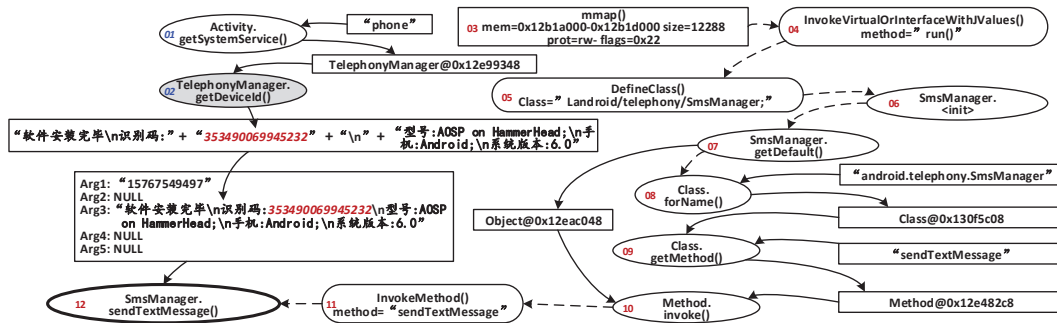 01 Activity.
getSystemService()
“phone”
TelephonyManager@0x12e99348
02 TelephonyManager.
getDeviceId()
“软件安装完毕\n识别码:” + “353490069945232” + “\n” + “型号:AOSP on HammerHead;\n手
机:Android;\n系统版本:6.0”
Arg1: “15767549497”
Arg2: NULL
Arg3: “软件安装完毕\n识别码:353490069945232\n型号:AOSP
on HammerHead;\n手机:Android;\n系统版本:6.0”
Arg4: NULL
Arg5: NULL
12 SmsManager.
sendTextMessage()
mmap()
03 mem=0x12b1a000-0x12b1d000 size=12288
prot=rw- flags=0x22
InvokeVirtualOrInterfaceWithJValues()
04 method=” run()”
DefineClass()
05 Class=” Landroid/telephony/SmsManager;”
06 SmsManager.
<init>
07 SmsManager.
getDefault()
“android.telephony.SmsManager”
08 Class.
forName()
Class@0x130f5c08
Object@0x12eac048
09 Class.
getMethod()
“sendTextMessage”
Method@0x12e482c8
10 Method.
invoke()
11 InvokeMethod()
method= “sendTextMessage”